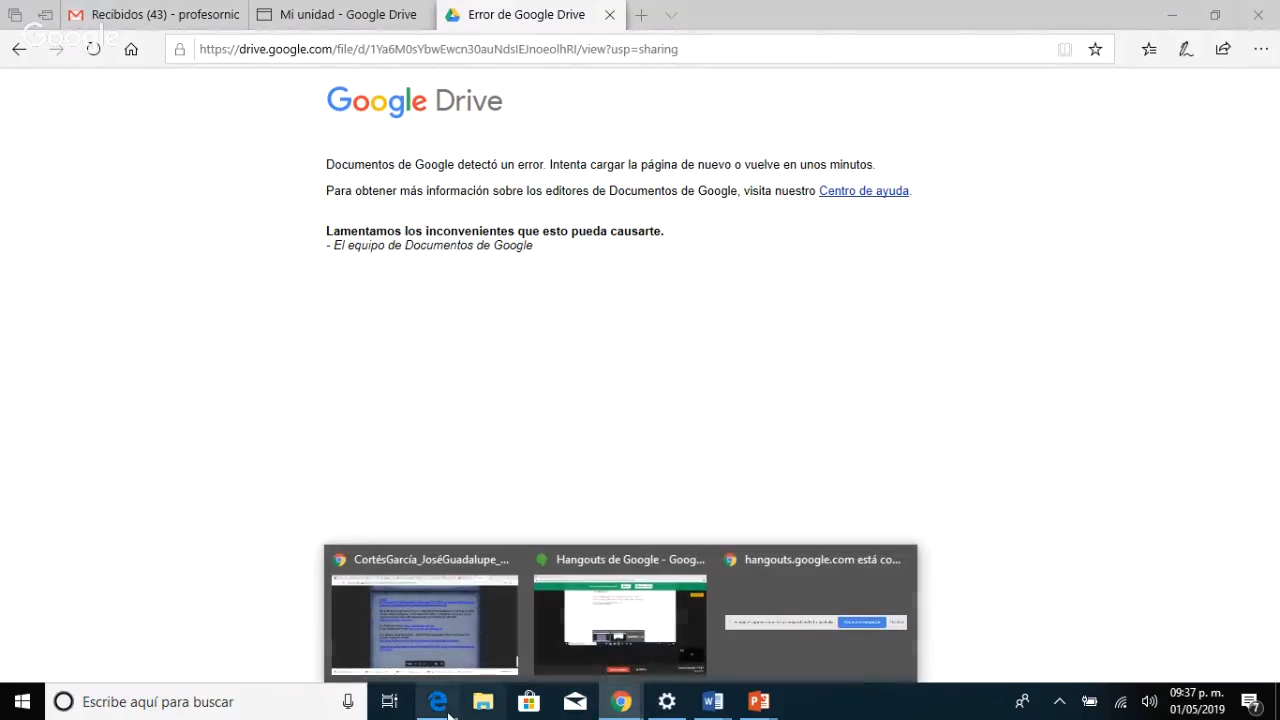 Recibidos (43) - profesornic
Mi unidad - Google Drive
Error de Google Drive
Google
https://drive.google.com/file/d/1Ya6M0sYbwEwcn30auNdsIEJnoeolhRI/view?usp=sharing
Google Drive
Documentos de Google detectó un error. Intenta cargar la página de nuevo o vuelve en unos minutos.
Para obtener más información sobre los editores de Documentos de Google, visita nuestro Centro de ayuda.
Lamentamos los inconvenientes que esto pueda causarte.
- El equipo de Documentos de Google
CortésGarcía_JoséGuadalupe_...
Hangouts de Google - Goog...
hangouts.google.com está co...
Escribe aquí para buscar
09:37 p. m.
01/05/2019
7